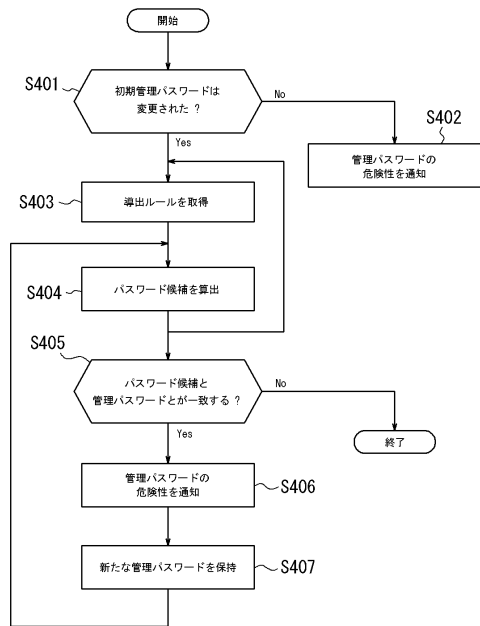 開始
S401
初期管理パスワードは
変更された ?
No
Yes
S402
管理パスワードの
危険性を通知
S403
導出ルールを取得
S404
パスワード候補を算出
S405
パスワード候補と
管理パスワードとが一致する ?
No
Yes
終了
管理パスワードの
危険性を通知
S406
新たな管理パスワードを保持
S407